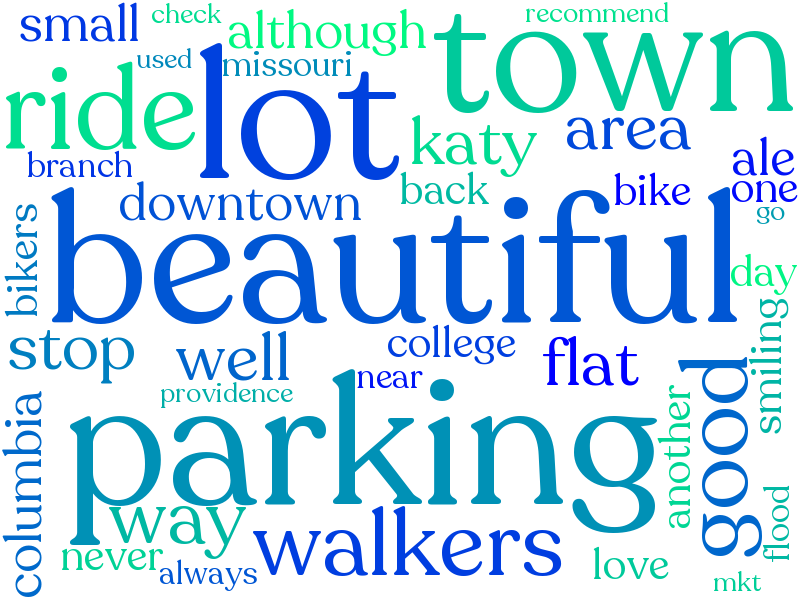 small
check
recommend
although
town
used
missouri
ride
lot
katy
area
branch
ale
back
bike
one
downtown
go
bikers
beautiful
day
stop
well
college
flat
smiling
near
providence
columbia
parking
good
another
way
walkers
flood
never
always
love
mkt